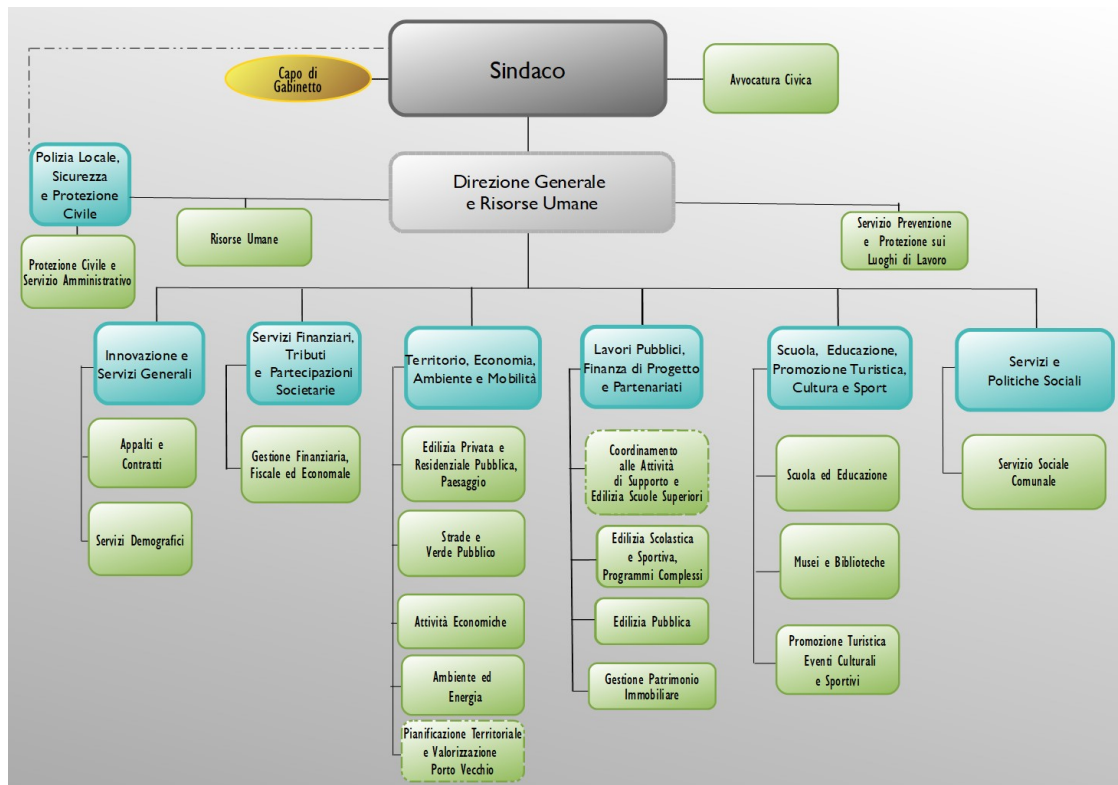 Sindaco
Capo di
Gabinetto
Avvocatura Civica
Polizia Locale,
Sicurezza
e Protezione
Civile
Direzione Generale
e Risorse Umane
Risorse Umane
Servizio Prevenzione
e Protezione sui
Luoghi di Lavoro
Protezione Civile e
Servizio Amministrativo
Innovazione e
Servizi Generali
Appalti e
Contratti
Servizi Demografici
Servizi Finanziari,
Tributi
e Partecipazioni
Societarie
Gestione Finanziaria,
Fiscale ed Economale
Territorio, Economia,
Ambiente e Mobilità
Edilizia Privata e
Residenziale Pubblica,
Paesaggio
Strade e
Verde Pubblico
Attività Economiche
Ambiente ed
Energia
Pianificazione Territoriale
e Valorizzazione
Porto Vecchio
Lavori Pubblici,
Finanza di Progetto
e Partenariati
Coordinamento
alle Attività
di Supporto e
Edilizia Scuole Superiori
Edilizia Scolastica
e Sportiva,
Programmi Complessi
Edilizia Pubblica
Gestione Patrimonio
Immobiliare
Scuola, Educazione,
Promozione Turistica,
Cultura e Sport
Scuola ed Educazione
Musei e Biblioteche
Promozione Turistica
Eventi Culturali
e Sportivi
Servizi e
Politiche Sociali
Servizio Sociale
Comunale